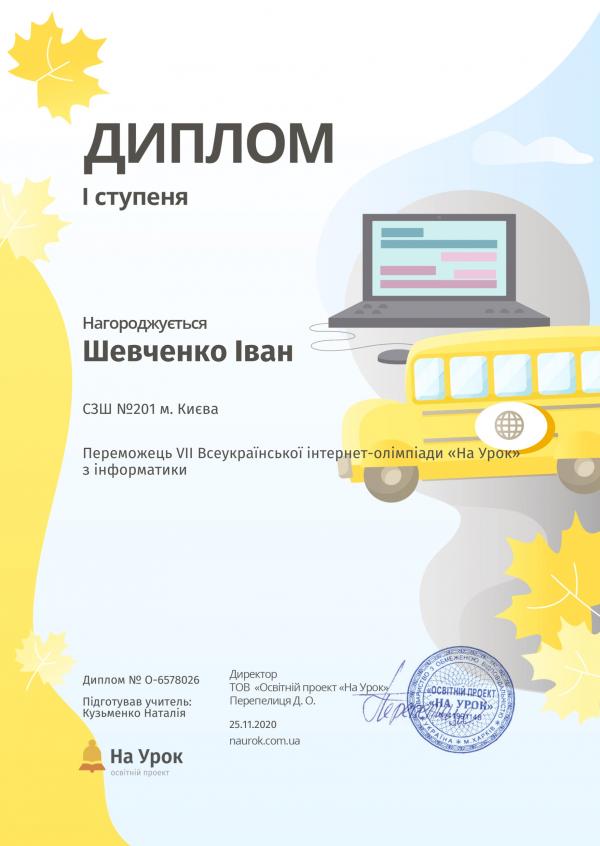 ДИПЛОМ
І ступеня
Нагороджується
Шевченко Іван
СЗШ №201 м. Києва
Переможець VII Всеукраїнської інтернет-олімпіади «На Урок»
з інформатики
Диплом № О-6578026
Підготував учитель:
Кузьменко Наталія
Директор
ТОВ «Освітній проект «На Урок»
Перепелиця Д. О.
25.11.2020
naurok.com.ua
«ОСВІТНІЙ ПРОЕКТ
«НА УРОК»
УКРАЇНА * М.ХАРКІВ
На Урок
освітній проект